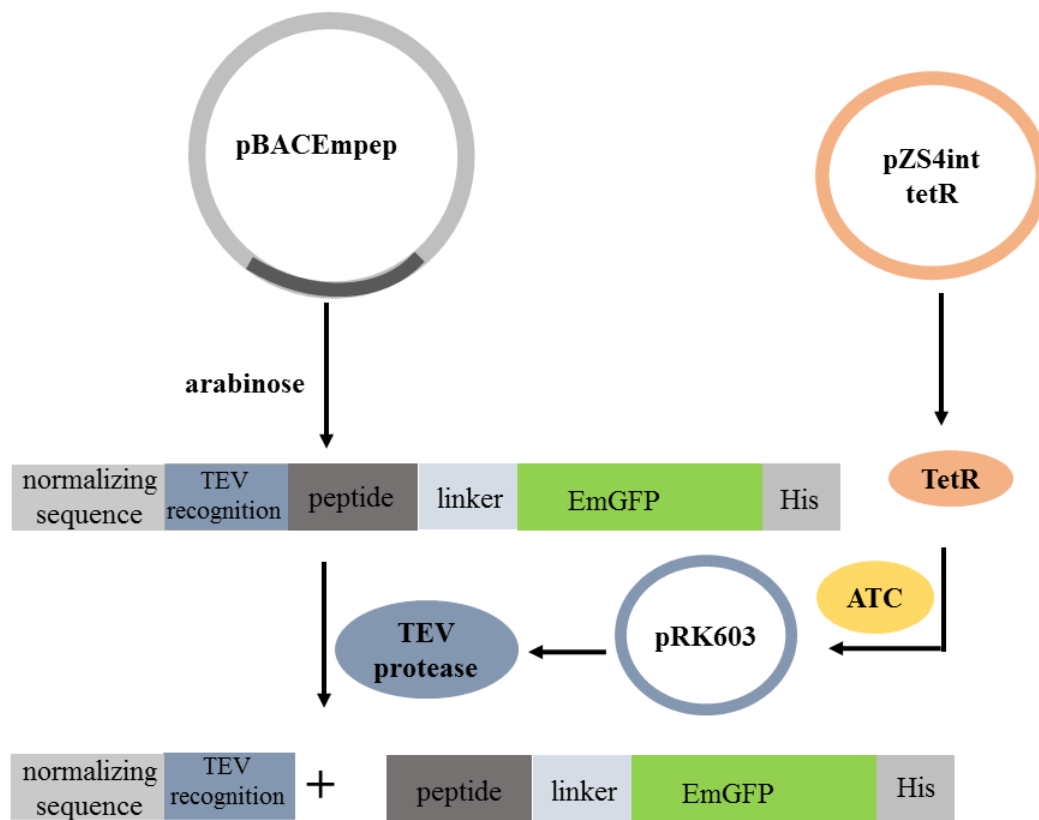 pBACEmpep
pZS4int
tetR
arabinose
normalizing
sequence
TEV
recognition
peptide
linker
EmGFP
His
TetR
ATC
pRK603
TEV
protease
normalizing
sequence
TEV
recognition
+
peptide
linker
EmGFP
His